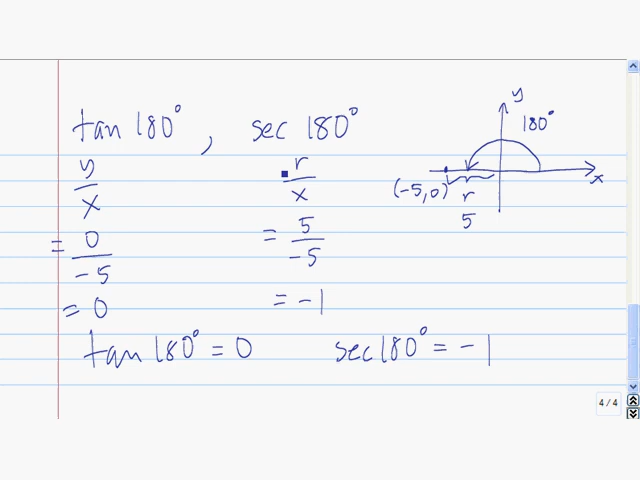 tan 180°, sec 180°
y/x r/x
= 0/-5 = 5/-5
= 0 = -1
tan 180° = 0 sec 180° = -1
y
180°
x
(-5,0)
r
5
4/4